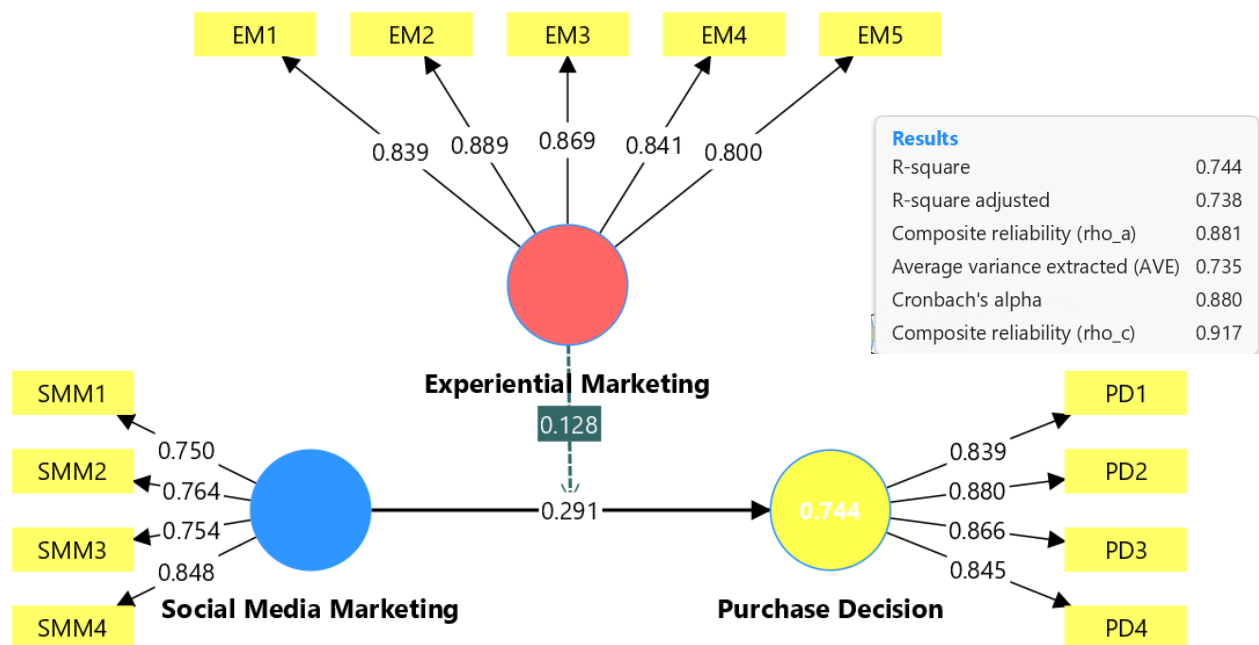 EM1 EM2 EM3 EM4 EM5
0.839 0.889 0.869 0.841 0.800
Results
R-square 0.744
R-square adjusted 0.738
Composite reliability (rho_a) 0.881
Average variance extracted (AVE) 0.735
Cronbach's alpha 0.880
Composite reliability (rho_c) 0.917
Experiential Marketing
0.128
SMM1
SMM2
SMM3
SMM4
0.750
0.764
0.754
0.848
Social Media Marketing
0.291
0.744
Purchase Decision
0.839
0.880
0.866
0.845
PD1
PD2
PD3
PD4